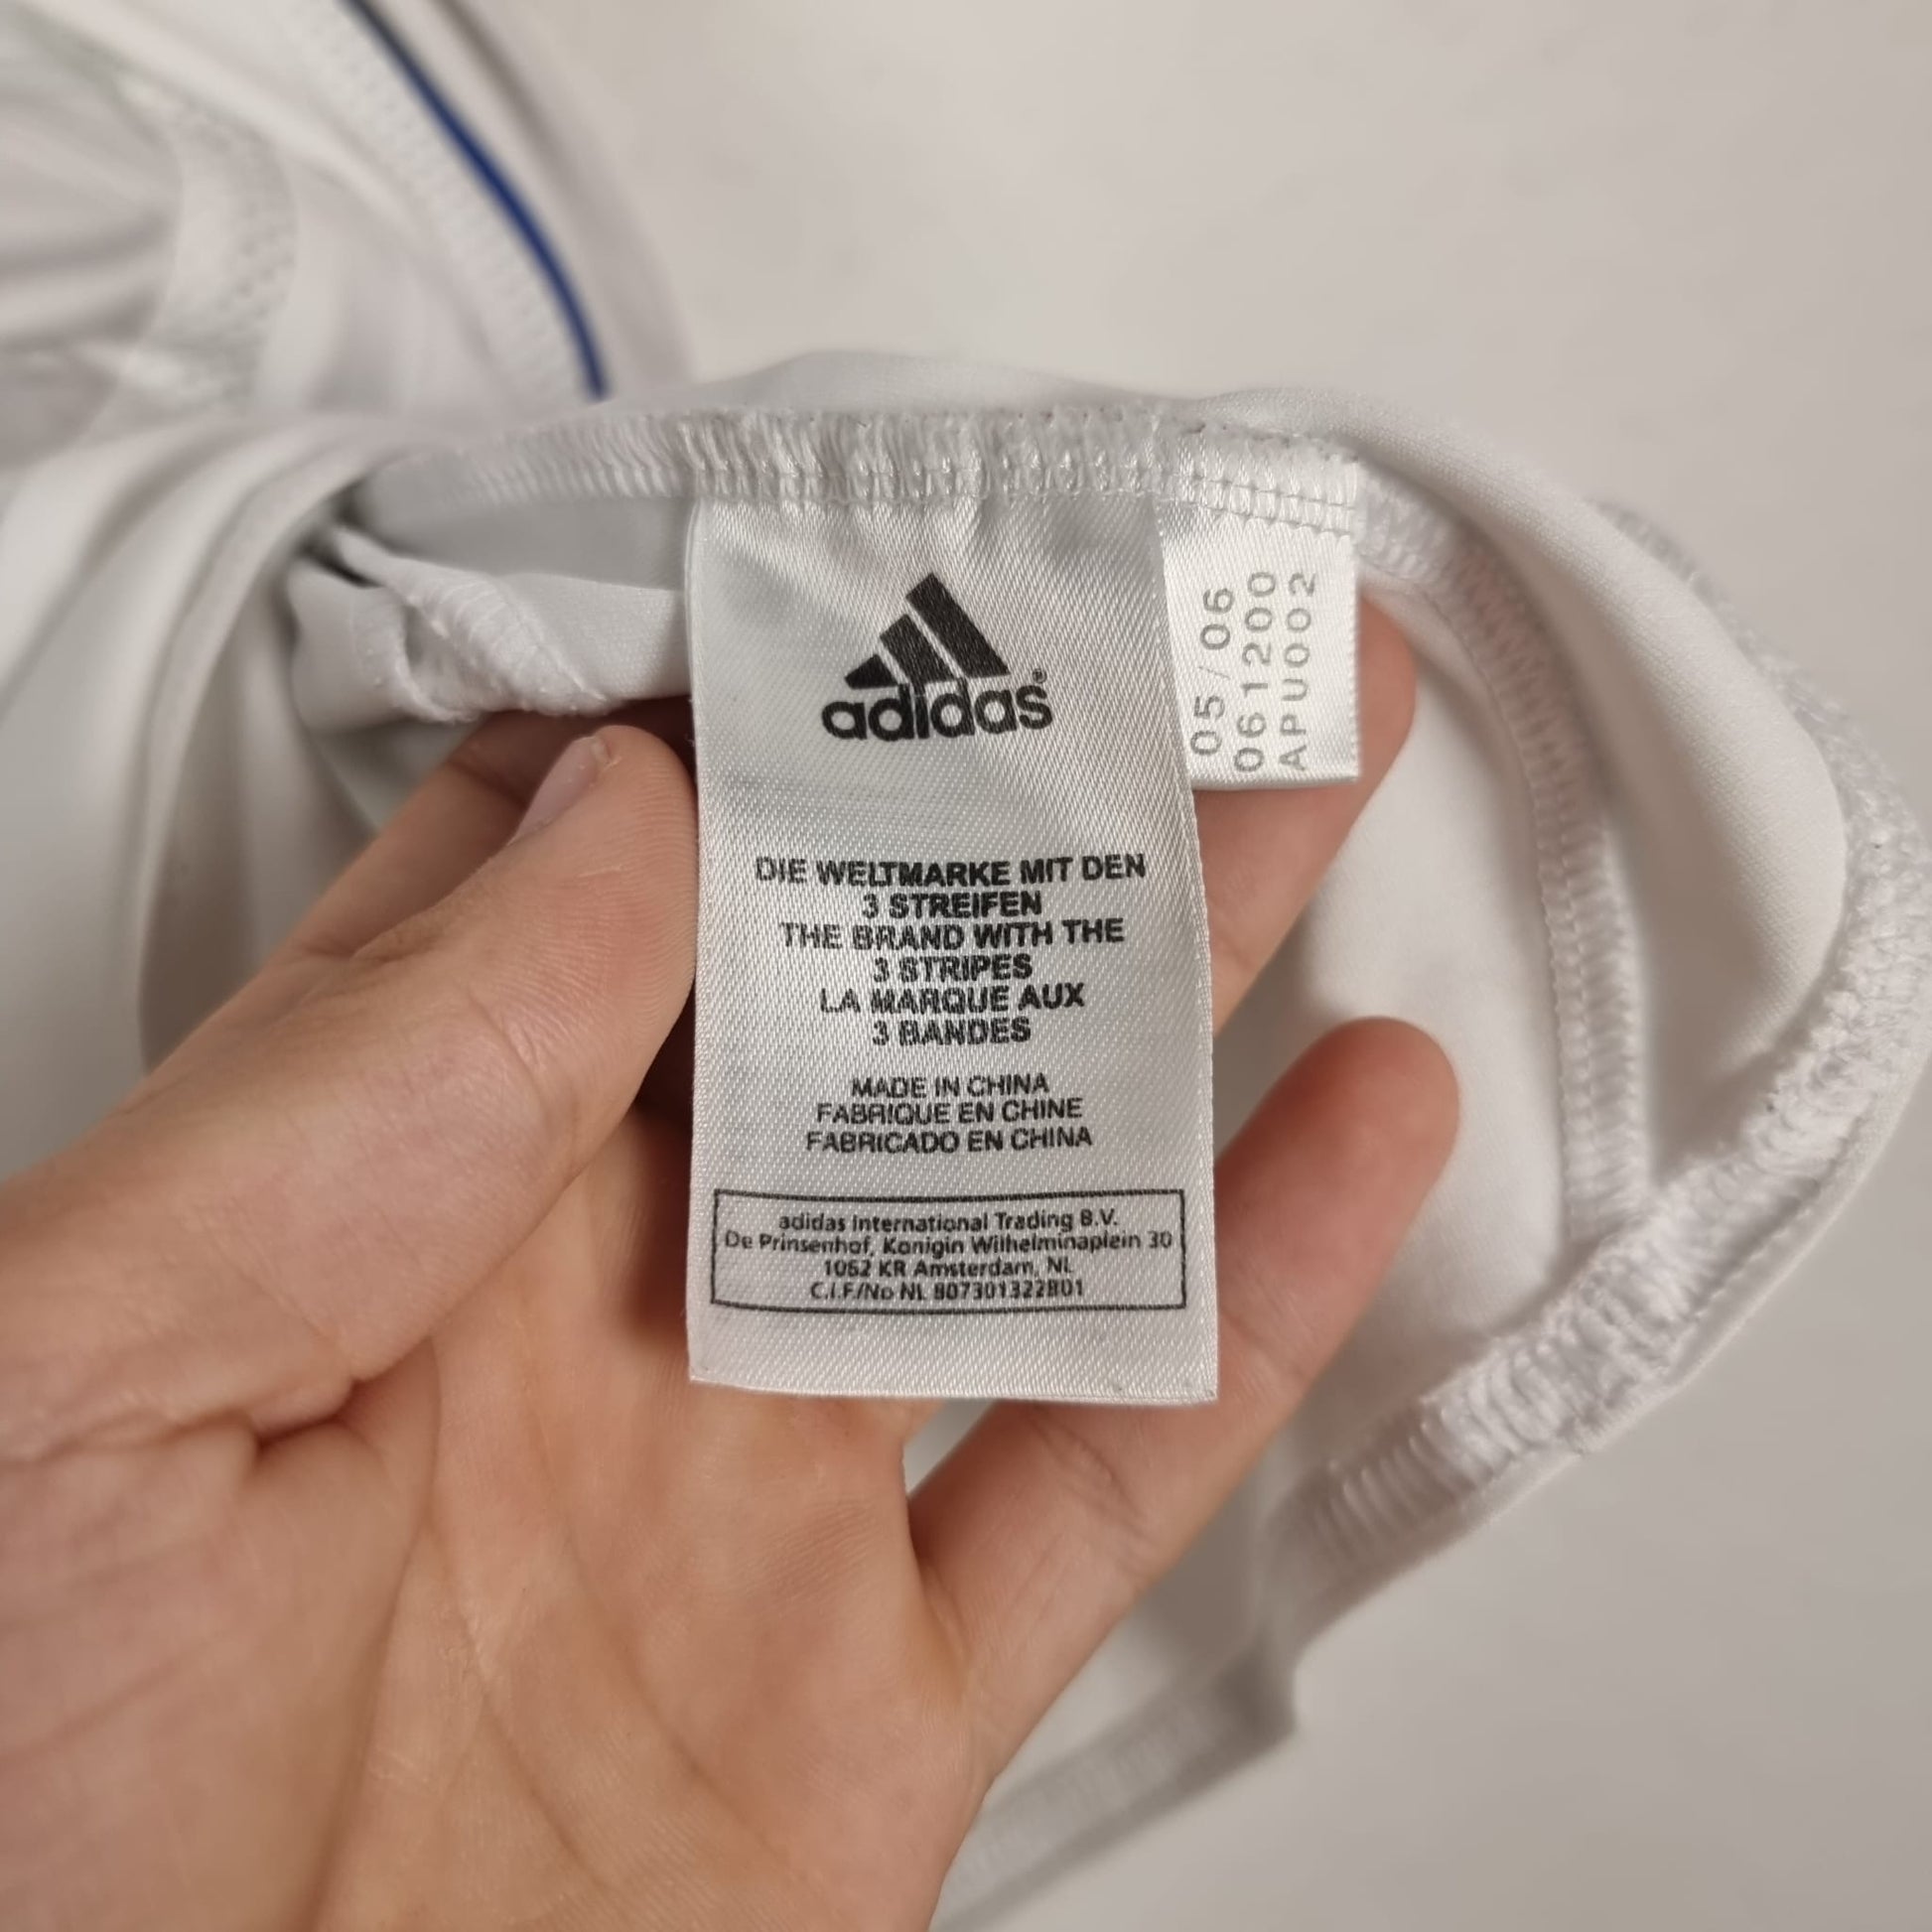 adidas®
DIE WELTMARKE MIT DEN
3 STREIFEN
THE BRAND WITH THE
3 STRIPES
LA MARQUE AUX
3 BANDES
MADE IN CHINA
FABRIQUE EN CHINE
FABRICADO EN CHINA
adidas International Trading B.V.
De Prinsenhof, Konigin Wilhelminaplein 30
1062 KR Amsterdam, NL
C.I.F./No NL 807301322B01
05/06
061200
APU002